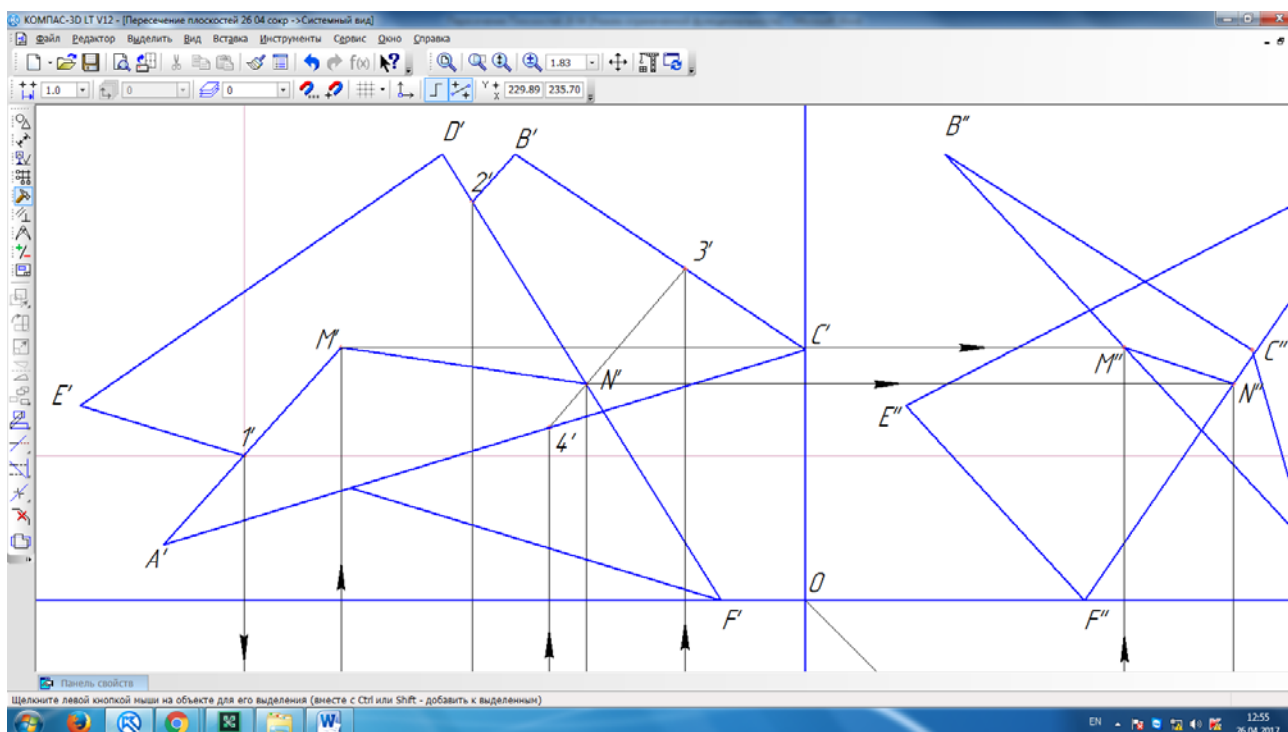 КОМПАС-3D LT V12 - [Пересечение плоскостей 26 04 сокр ->Системный вид]
Файл Редактор Выделить Вид Вставка Инструменты Сервис Окно Справка
f(x) 1.83
1.0 0 0 Y X 229.89 235.70
D' B' B"
2'
3'
M' C' M" C"
E' N' E" N"
1' 4'
A'
O
F' F"
Панель свойств
Щелкните левой кнопкой мыши на объекте для его выделения (вместе с Ctrl или Shift - добавить к выделенным)
EN 12:55
26.04.2017